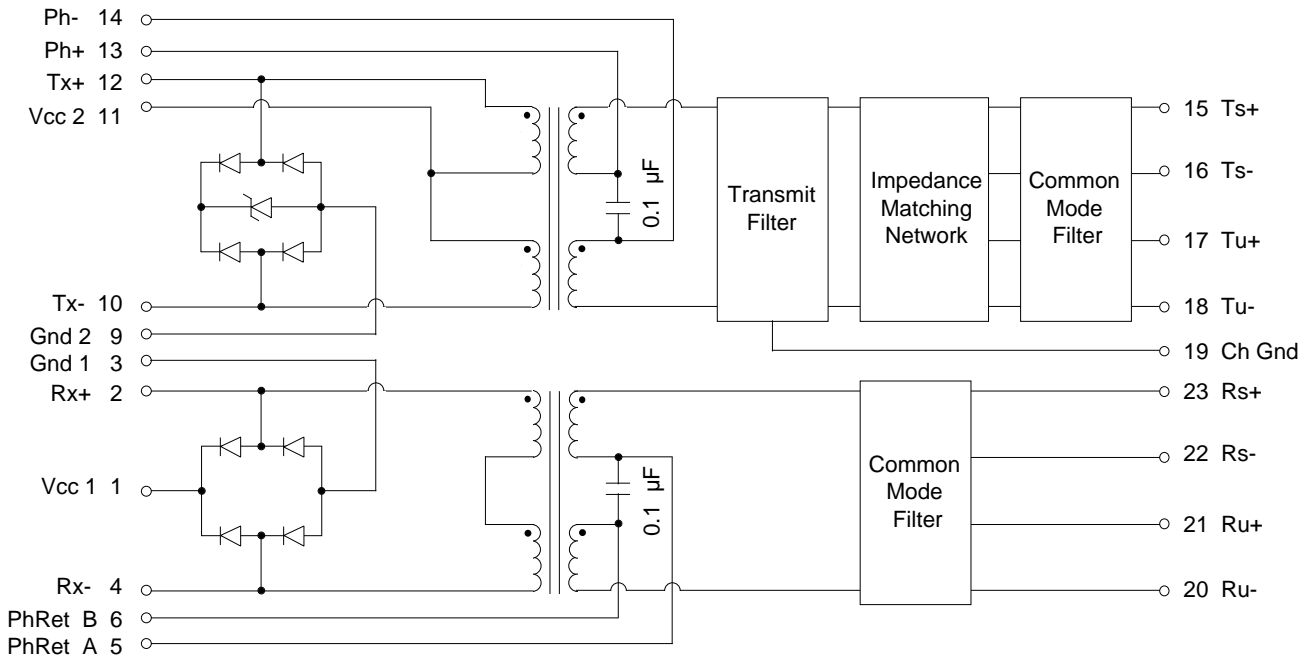 Ph- 14
Ph+ 13
Tx+ 12
Vcc 2 11
Tx- 10
Gnd 2 9
Gnd 1 3
Rx+ 2
Vcc 1 1
Rx- 4
PhRet B 6
PhRet A 5
0.1 µF
0.1 µF
Transmit
Filter
Impedance
Matching
Network
Common
Mode
Filter
Common
Mode
Filter
15 Ts+
16 Ts-
17 Tu+
18 Tu-
19 Ch Gnd
23 Rs+
22 Rs-
21 Ru+
20 Ru-